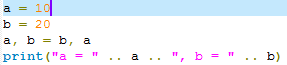 a = 10
b = 20
a, b = b, a
print("a = " .. a .. ", b = " .. b)